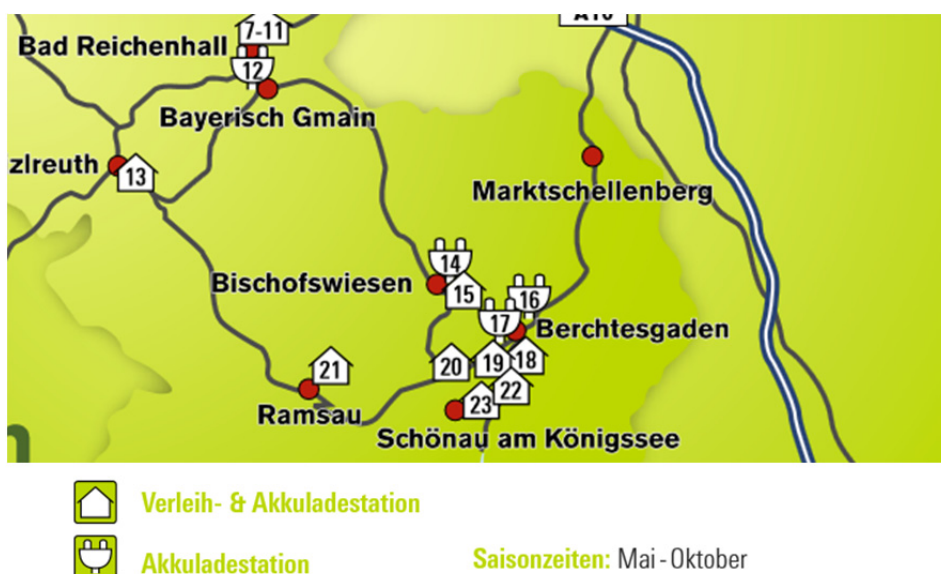 A10
7-11
Bad Reichenhall
12
Bayerisch Gmain
zlreuth
13
Marktschellenberg
14
Bischofswiesen
15
16
17
Berchtesgaden
18
19
20
21
22
Ramsau
23
Schönau am Königssee
Verleih- & Akkuladestation
Akkuladestation
Saisonzeiten: Mai - Oktober